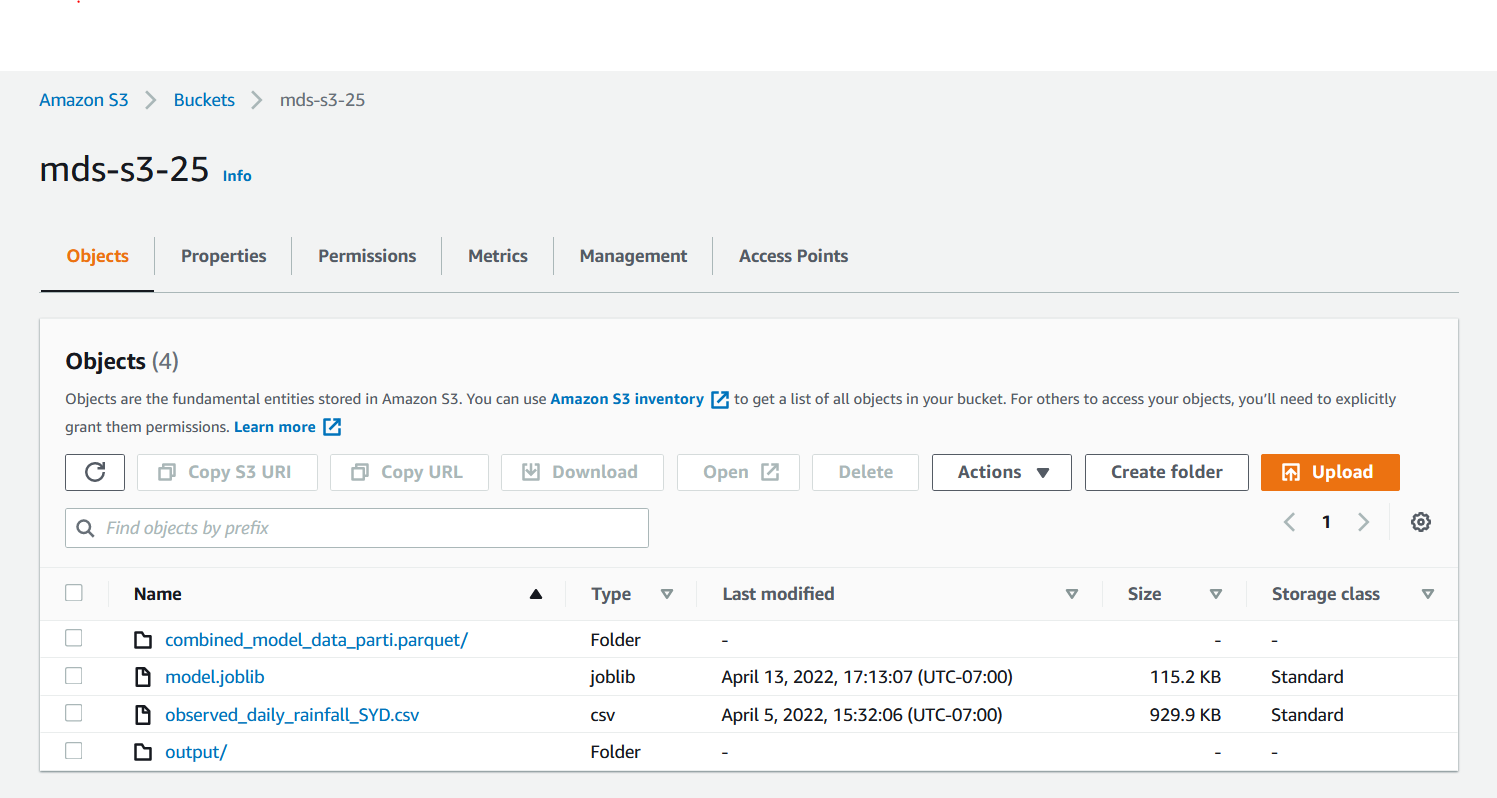 Amazon S3 > Buckets > mds-s3-25
mds-s3-25 Info
Objects Properties Permissions Metrics Management Access Points
Objects (4)
Objects are the fundamental entities stored in Amazon S3. You can use Amazon S3 inventory to get a list of all objects in your bucket. For others to access your objects, you'll need to explicitly
grant them permissions. Learn more
Copy S3 URI Copy URL Download Open Delete Actions Create folder Upload
Find objects by prefix 1
Name Type Last modified Size Storage class
combined_model_data_parti.parquet/ Folder - - -
model.joblib joblib April 13, 2022, 17:13:07 (UTC-07:00) 115.2 KB Standard
observed_daily_rainfall_SYD.csv csv April 5, 2022, 15:32:06 (UTC-07:00) 929.9 KB Standard
output/ Folder - - -